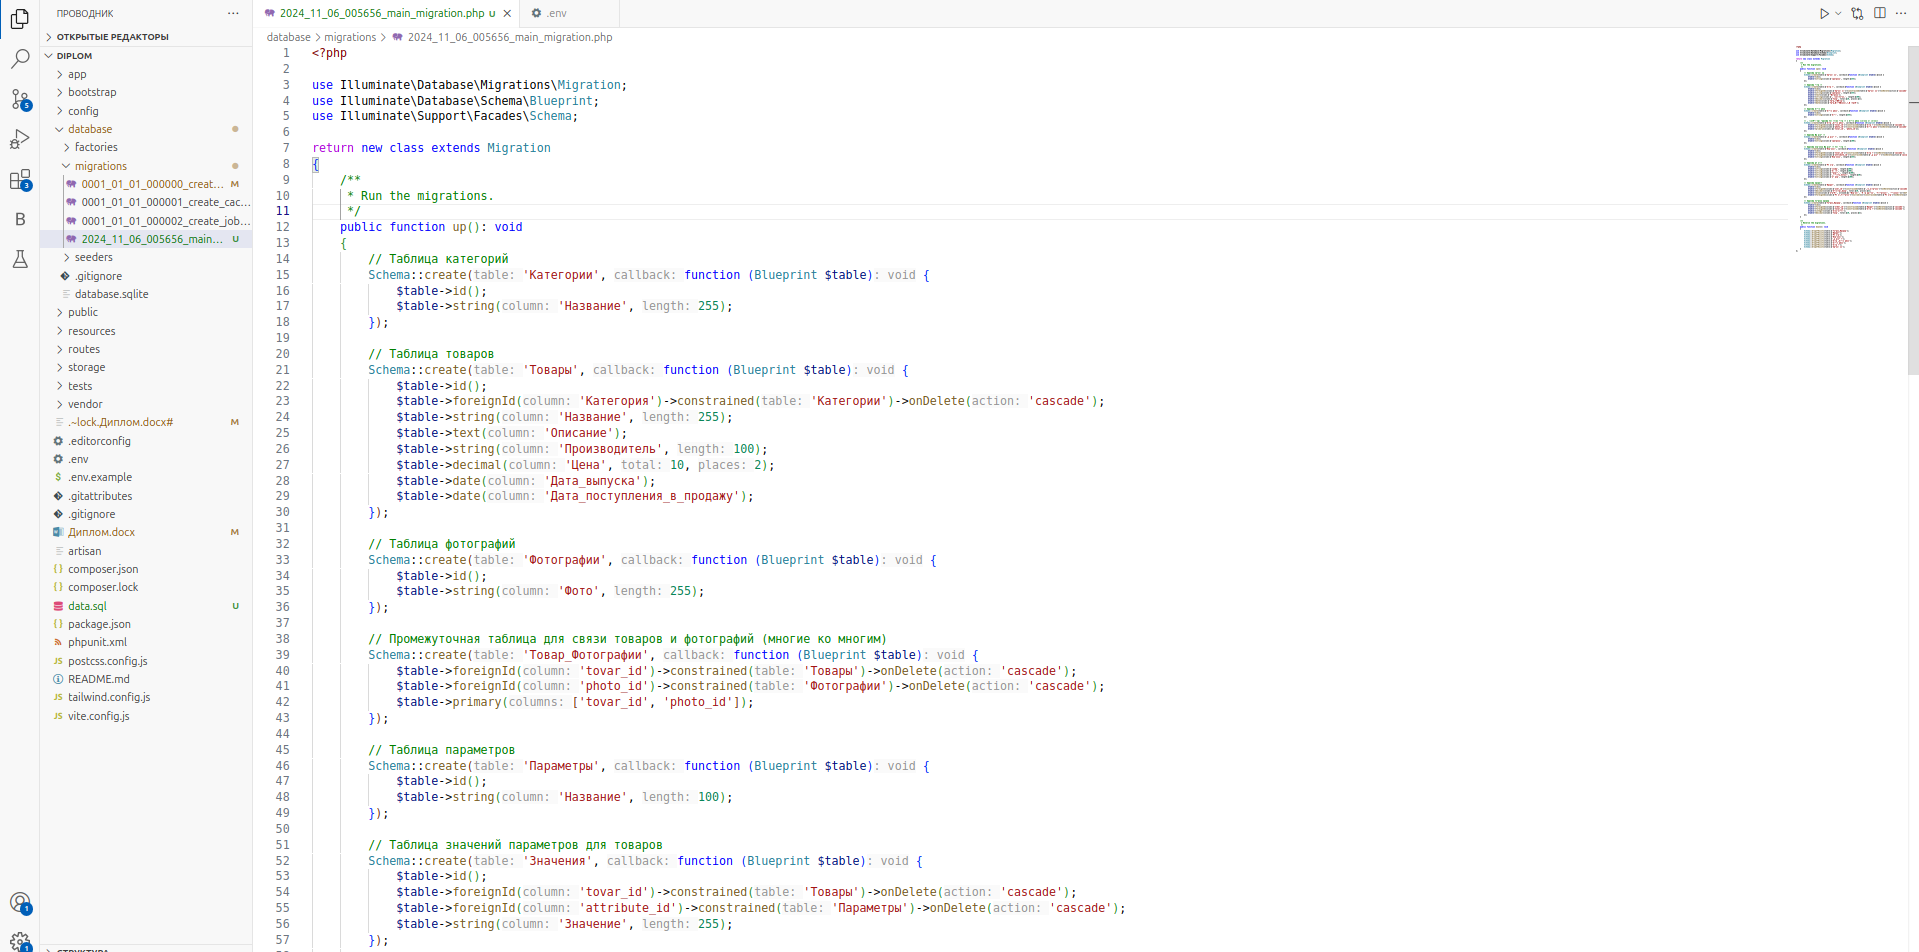 ПРОВОДНИК
ОТКРЫТЫЕ РЕДАКТОРЫ
DIPLOM
app
bootstrap
config
database
factories
migrations
0001_01_01_000000_creat... M
0001_01_01_000001_create_cac...
0001_01_01_000002_create_job...
2024_11_06_005656_main... U
seeders
.gitignore
database.sqlite
public
resources
routes
storage
tests
vendor
.~lock.Диплом.docx# M
.editorconfig
.env
.env.example
.gitattributes
.gitignore
Диплом.docx M
artisan
composer.json
composer.lock
data.sql U
package.json
phpunit.xml
postcss.config.js
README.md
tailwind.config.js
vite.config.js
5
3
B
1
1
2024_11_06_005656_main_migration.php U
.env
database > migrations > 2024_11_06_005656_main_migration.php
1 <?php
2
3 use Illuminate\Database\Migrations\Migration;
4 use Illuminate\Database\Schema\Blueprint;
5 use Illuminate\Support\Facades\Schema;
6
7 return new class extends Migration
8 {
9 /**
10 * Run the migrations.
11 */
12 public function up(): void
13 {
14 // Таблица категорий
15 Schema::create(table: 'Категории', callback: function (Blueprint $table): void {
16 $table->id();
17 $table->string(column: 'Название', length: 255);
18 });
19
20 // Таблица товаров
21 Schema::create(table: 'Товары', callback: function (Blueprint $table): void {
22 $table->id();
23 $table->foreignId(column: 'Категория')->constrained(table: 'Категории')->onDelete(action: 'cascade');
24 $table->string(column: 'Название', length: 255);
25 $table->text(column: 'Описание');
26 $table->string(column: 'Производитель', length: 100);
27 $table->decimal(column: 'Цена', total: 10, places: 2);
28 $table->date(column: 'Дата_выпуска');
29 $table->date(column: 'Дата_поступления_в_продажу');
30 });
31
32 // Таблица фотографий
33 Schema::create(table: 'Фотографии', callback: function (Blueprint $table): void {
34 $table->id();
35 $table->string(column: 'Фото', length: 255);
36 });
37
38 // Промежуточная таблица для связи товаров и фотографий (многие ко многим)
39 Schema::create(table: 'Товар_Фотографии', callback: function (Blueprint $table): void {
40 $table->foreignId(column: 'tovar_id')->constrained(table: 'Товары')->onDelete(action: 'cascade');
41 $table->foreignId(column: 'photo_id')->constrained(table: 'Фотографии')->onDelete(action: 'cascade');
42 $table->primary(columns: ['tovar_id', 'photo_id']);
43 });
44
45 // Таблица параметров
46 Schema::create(table: 'Параметры', callback: function (Blueprint $table): void {
47 $table->id();
48 $table->string(column: 'Название', length: 100);
49 });
50
51 // Таблица значений параметров для товаров
52 Schema::create(table: 'Значения', callback: function (Blueprint $table): void {
53 $table->id();
54 $table->foreignId(column: 'tovar_id')->constrained(table: 'Товары')->onDelete(action: 'cascade');
55 $table->foreignId(column: 'attribute_id')->constrained(table: 'Параметры')->onDelete(action: 'cascade');
56 $table->string(column: 'Значение', length: 255);
57 });